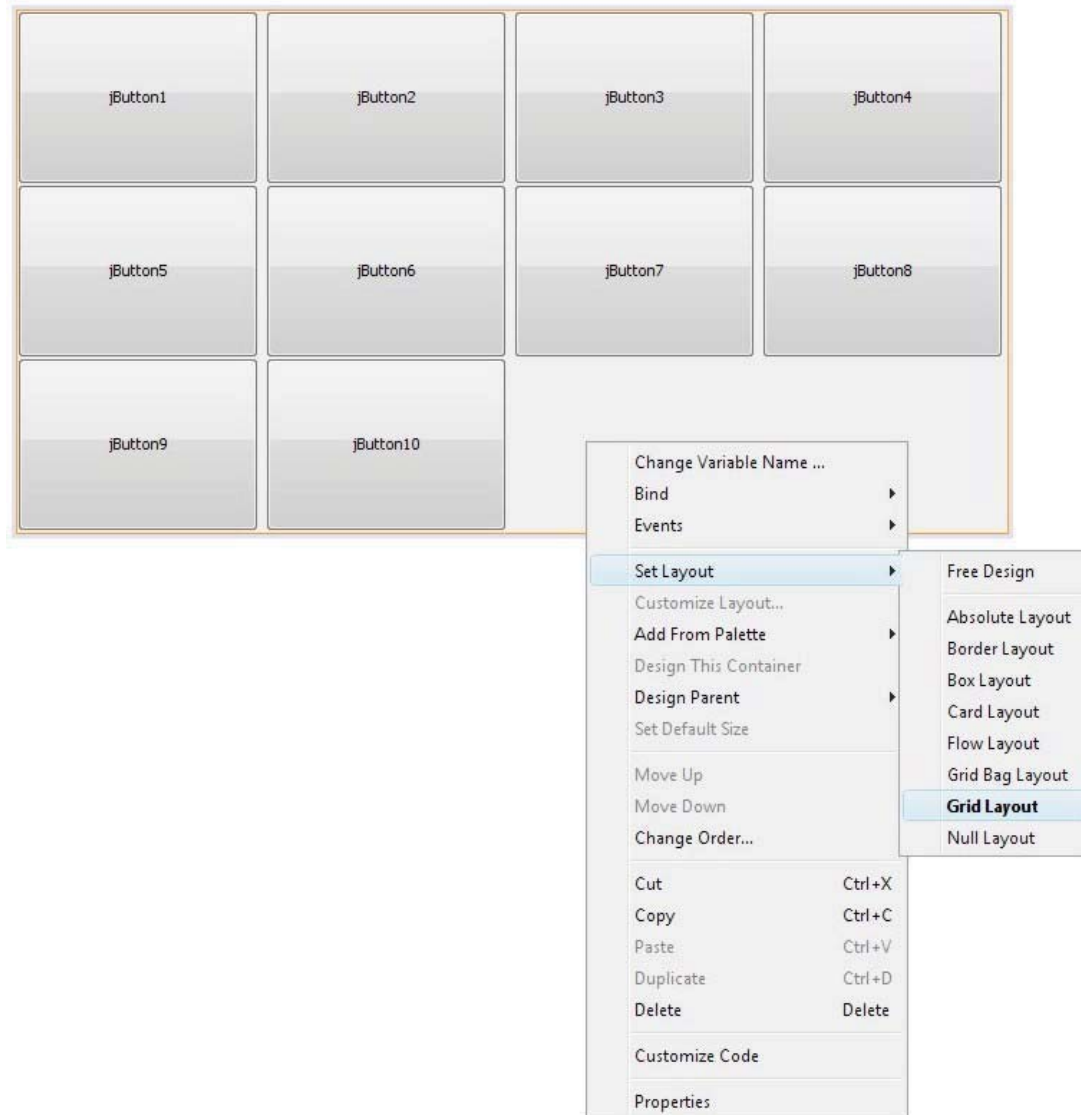 jButton1 jButton2 jButton3 jButton4
jButton5 jButton6 jButton7 jButton8
jButton9 jButton10
Change Variable Name ...
Bind
Events
Set Layout
Customize Layout...
Add From Palette
Design This Container
Design Parent
Set Default Size
Move Up
Move Down
Change Order...
Cut Ctrl+X
Copy Ctrl+C
Paste Ctrl+V
Duplicate Ctrl+D
Delete Delete
Customize Code
Properties
Free Design
Absolute Layout
Border Layout
Box Layout
Card Layout
Flow Layout
Grid Bag Layout
Grid Layout
Null Layout